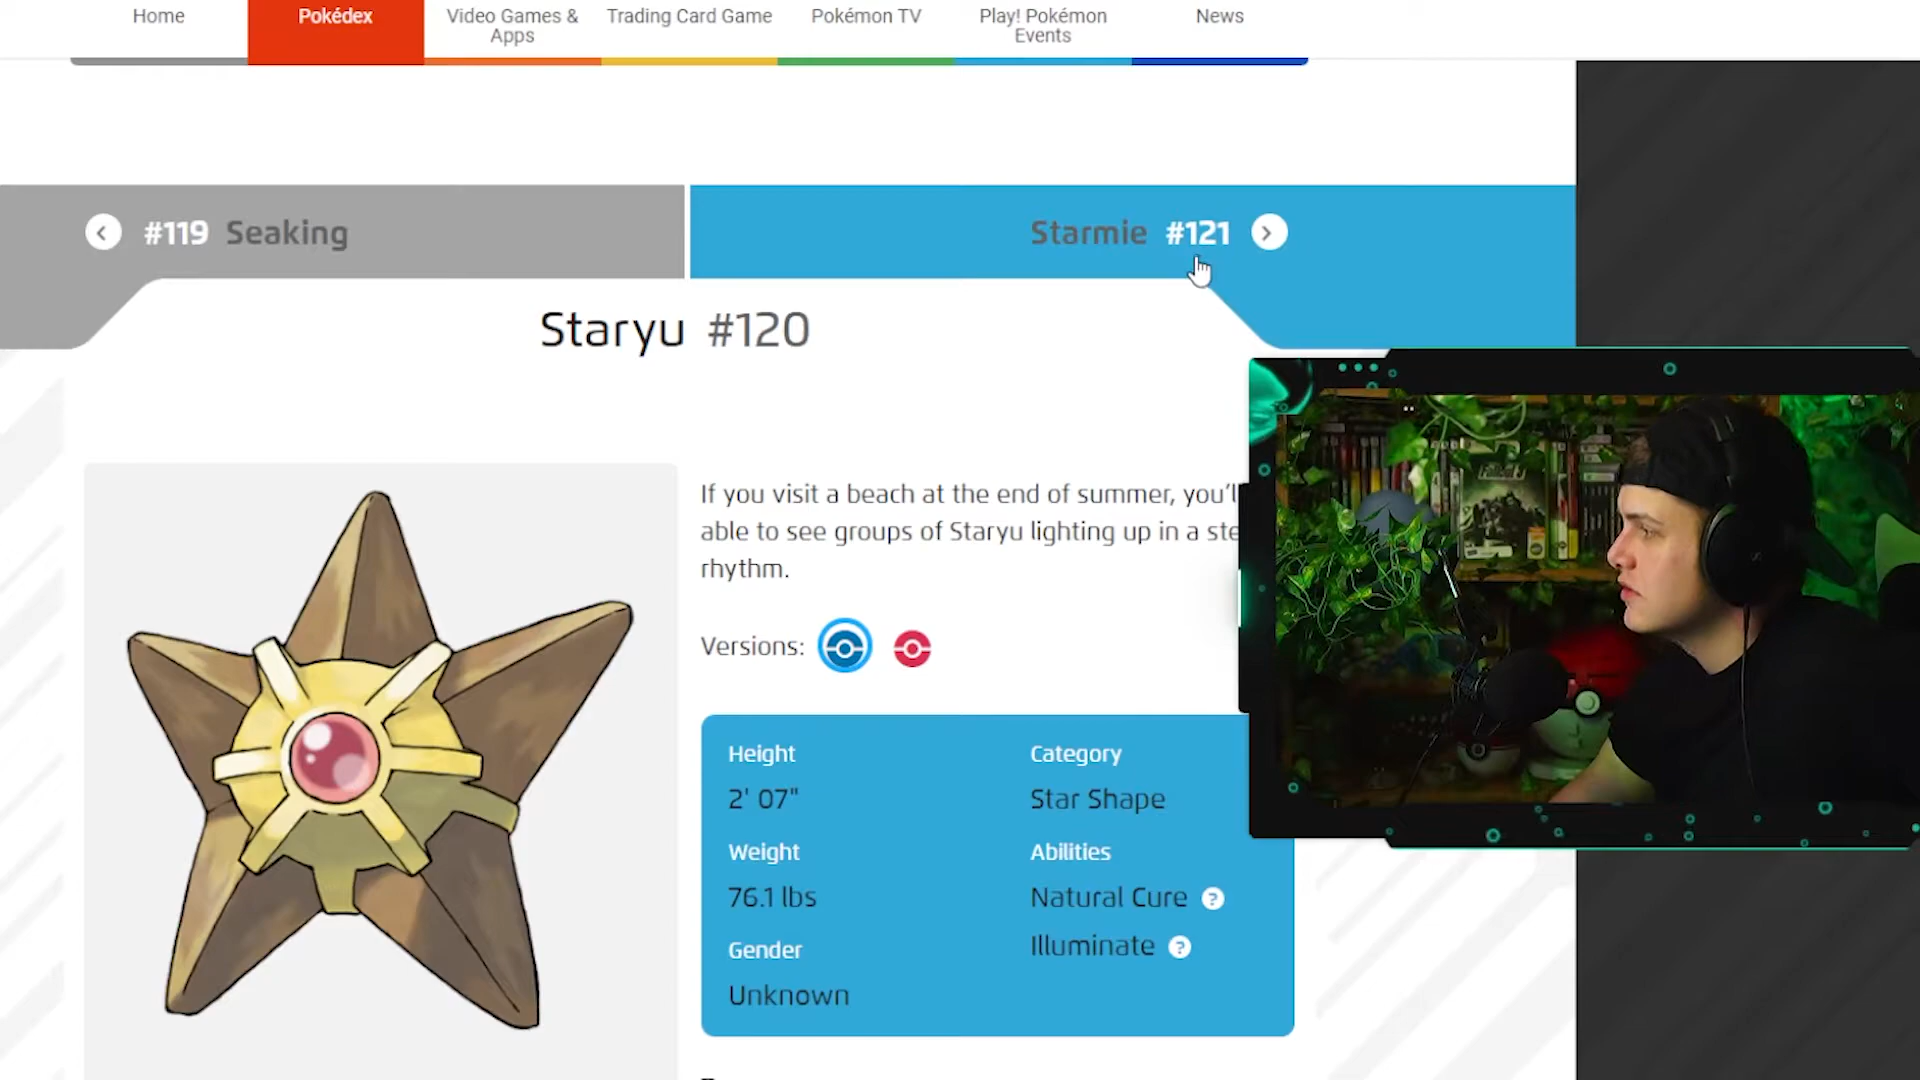 Home
Pokédex
Video Games &
Apps
Trading Card Game
Pokémon TV
Play! Pokémon
Events
News
#119 Seaking
Starmie #121
Staryu #120
If you visit a beach at the end of summer, you'll
able to see groups of Staryu lighting up in a ste
rhythm.
Versions:
Height
2' 07"
Weight
76.1 lbs
Gender
Unknown
Category
Star Shape
Abilities
Natural Cure ?
Illuminate ?